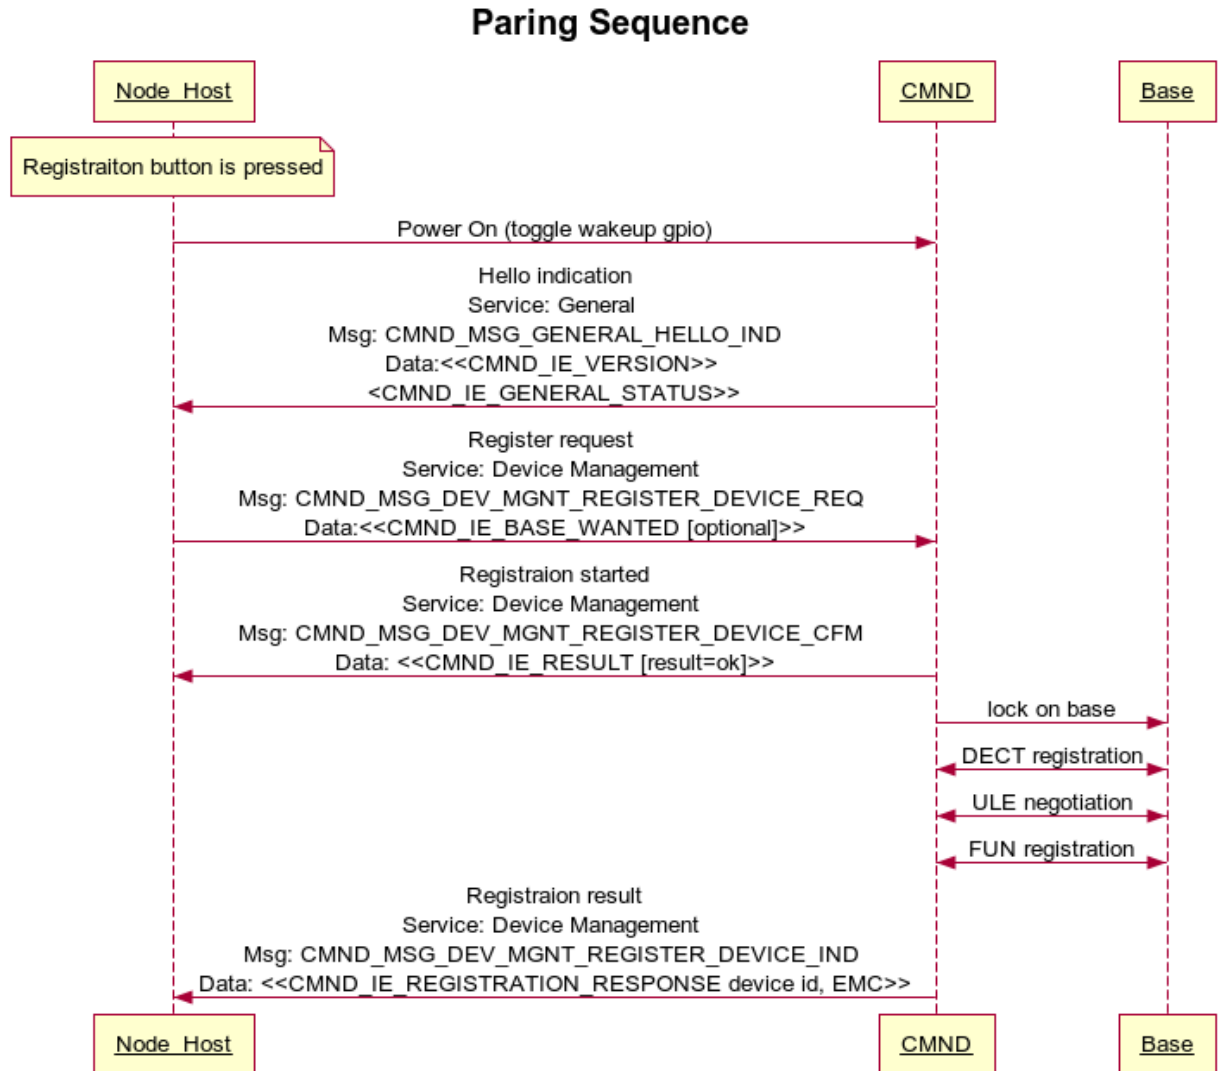 Paring Sequence
Node_Host
CMND
Base
Registraiton button is pressed
Power On (toggle wakeup gpio)
Hello indication
Service: General
Msg: CMND_MSG_GENERAL_HELLO_IND
Data:<<CMND_IE_VERSION>>
<CMND_IE_GENERAL_STATUS>>
Register request
Service: Device Management
Msg: CMND_MSG_DEV_MGNT_REGISTER_DEVICE_REQ
Data:<<CMND_IE_BASE_WANTED [optional]>>
Registraion started
Service: Device Management
Msg: CMND_MSG_DEV_MGNT_REGISTER_DEVICE_CFM
Data: <<CMND_IE_RESULT [result=ok]>>
lock on base
DECT registration
ULE negotiation
FUN registration
Registraion result
Service: Device Management
Msg: CMND_MSG_DEV_MGNT_REGISTER_DEVICE_IND
Data: <<CMND_IE_REGISTRATION_RESPONSE device id, EMC>>
Node_Host
CMND
Base